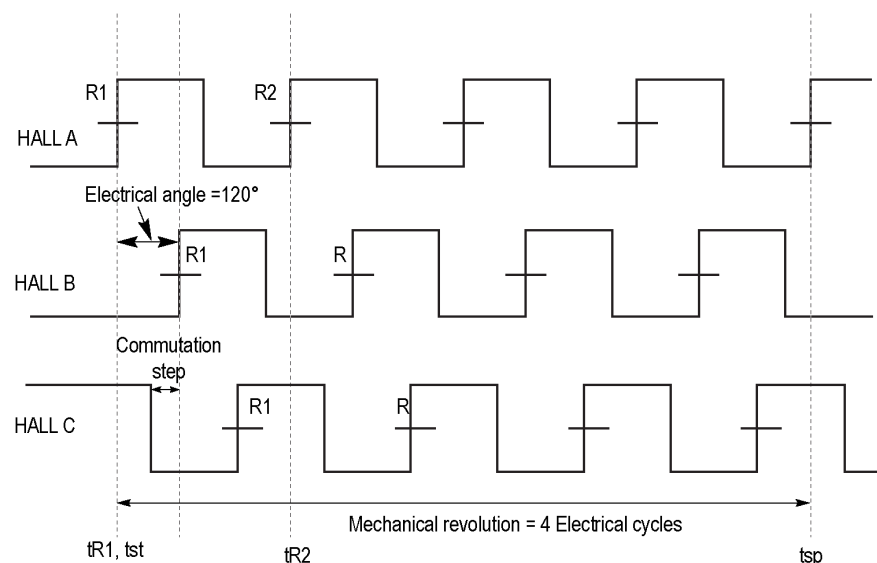 R1
R2
HALL A
Electrical angle =120°
R1
R
HALL B
Commutation
step
R1
R
HALL C
Mechanical revolution = 4 Electrical cycles
tR1, tst
tR2
tsp